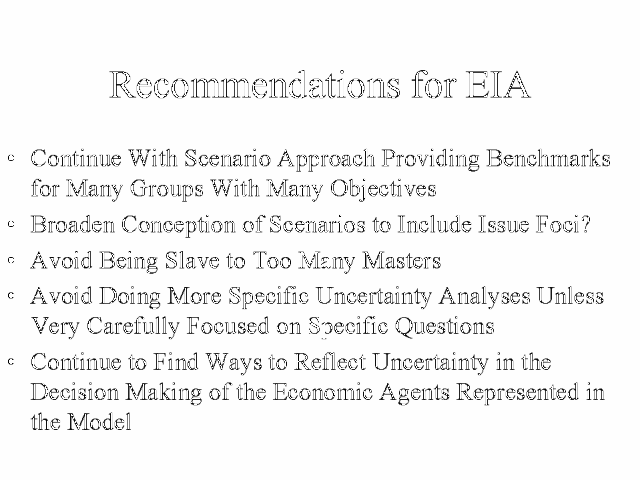 Recommendations for EIA
Continue With Scenario Approach Providing Benchmarks
for Many Groups With Many Objectives
Broaden Conception of Scenarios to Include Issue Foci?
Avoid Being Slave to Too Many Masters
Avoid Doing More Specific Uncertainty Analyses Unless
Very Carefully Focused on Specific Questions
Continue to Find Ways to Reflect Uncertainty in the
Decision Making of the Economic Agents Represented in
the Model